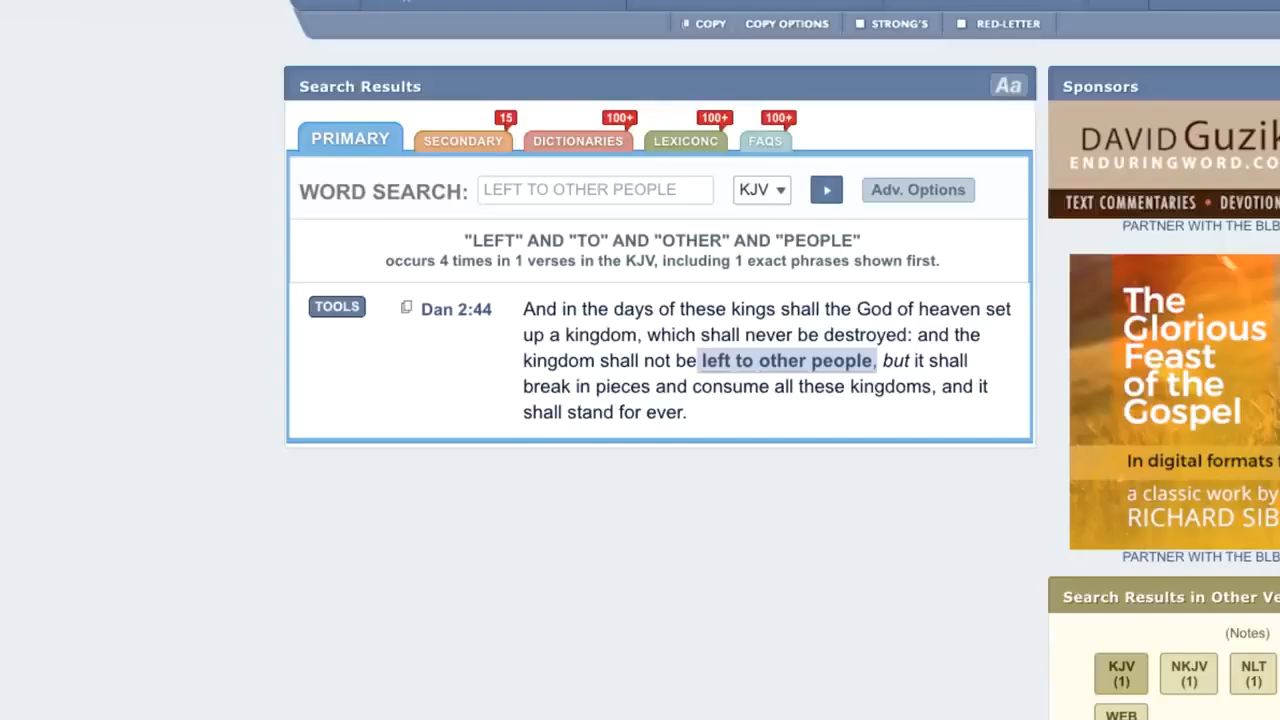 COPY COPY OPTIONS STRONG'S RED-LETTER
Search Results Aa
15 100+ 100+ 100+
PRIMARY SECONDARY DICTIONARIES LEXICONC FAQS
WORD SEARCH: LEFT TO OTHER PEOPLE KJV Adv. Options
"LEFT" AND "TO" AND "OTHER" AND "PEOPLE"
occurs 4 times in 1 verses in the KJV, including 1 exact phrases shown first.
TOOLS Dan 2:44 And in the days of these kings shall the God of heaven set
up a kingdom, which shall never be destroyed: and the
kingdom shall not be left to other people, but it shall
break in pieces and consume all these kingdoms, and it
shall stand for ever.
Sponsors
DAVID Guzik
ENDURINGWORD.CO
TEXT COMMENTARIES • DEVOTION
PARTNER WITH THE BLB
The
Glorious
Feast
of the
Gospel
In digital formats
a classic work by
RICHARD SIB
PARTNER WITH THE BLB
Search Results in Other Ve
(Notes)
KJV NKJV NLT
(1) (1) (1)
WEB